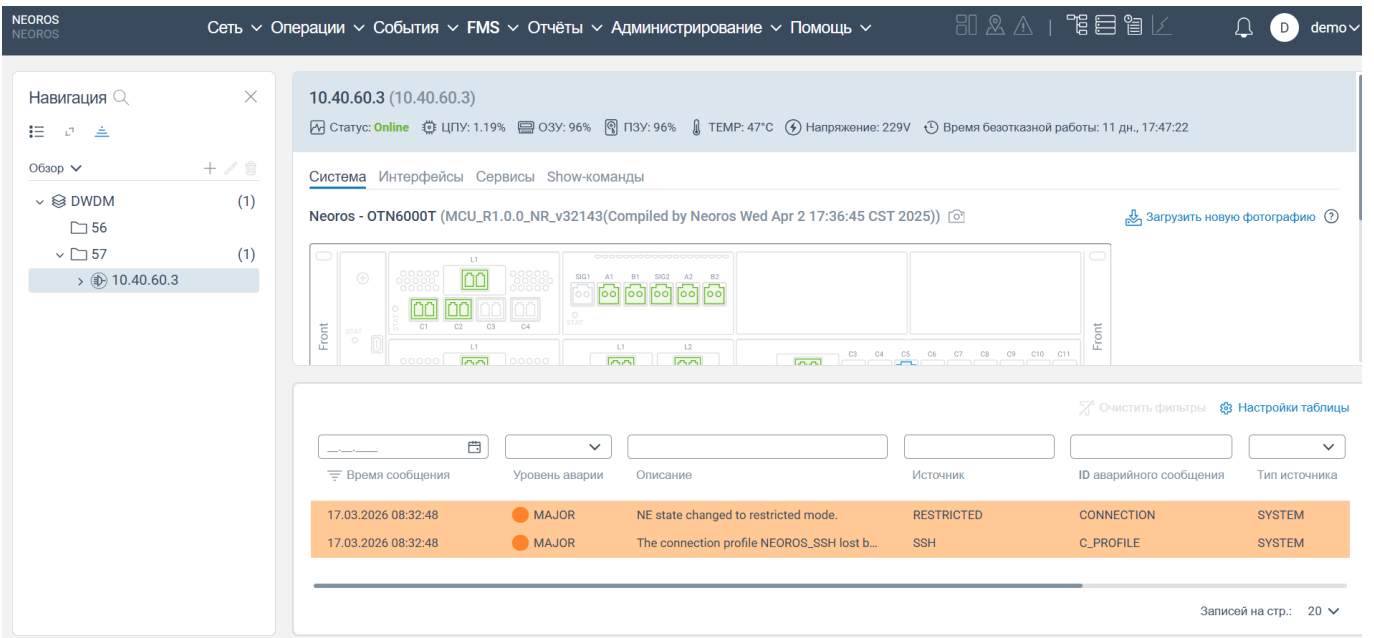 NEOROS
NEOROS
Сеть Операции События FMS Отчёты Администрирование Помощь
D demo
Навигация
Обзор
DWDM (1)
56
57 (1)
10.40.60.3
10.40.60.3 (10.40.60.3)
Статус: Online ЦПУ: 1.19% ОЗУ: 96% ПЗУ: 96% TEMP: 47°C Напряжение: 229V Время безотказной работы: 11 дн., 17:47:22
Система Интерфейсы Сервисы Show-команды
Neoros - OTN6000T (MCU_R1.0.0_NR_v32143(Compiled by Neoros Wed Apr 2 17:36:45 CST 2025))
Загрузить новую фотографию ?
L1
SIG1 A1 B1 SIG2 A2 B2
STAT STAT STAT
C1 C2 C3 C4
Front Front
L1 L1 L2
C3 C4 C5 C6 C7 C8 C9 C10 C11
Очистить фильтры Настройки таблицы
__.__.____
Время сообщения Уровень аварии Описание Источник ID аварийного сообщения Тип источника
17.03.2026 08:32:48 MAJOR NE state changed to restricted mode. RESTRICTED CONNECTION SYSTEM
17.03.2026 08:32:48 MAJOR The connection profile NEOROS_SSH lost b... SSH C_PROFILE SYSTEM
Записей на стр.: 20